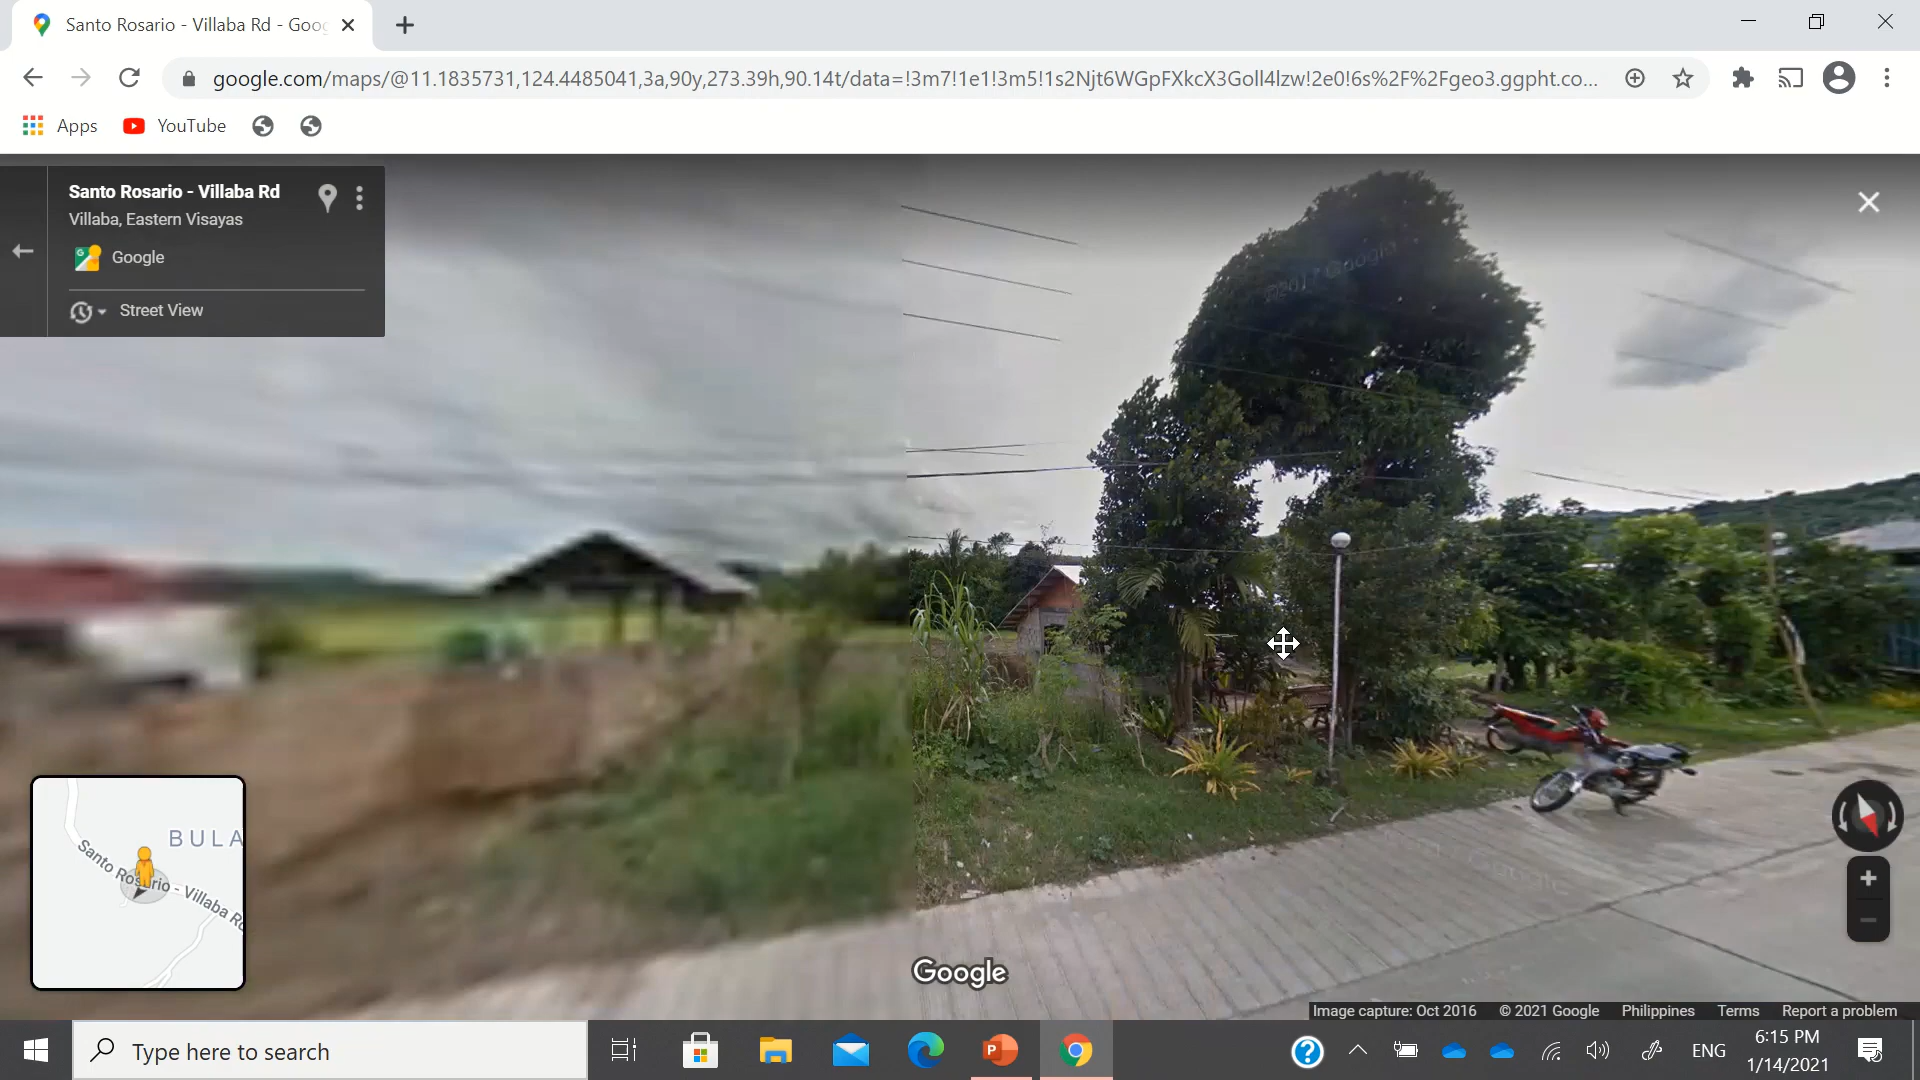 Santo Rosario - Villaba Rd - Goog
google.com/maps/@11.1835731,124.4485041,3a,90y,273.39h,90.14t/data=!3m7!1e1!3m5!1s2Njt6WGpFXkcX3Goll4lzw!2e0!6s%2F%2Fgeo3.ggpht.co...
Apps
YouTube
Santo Rosario - Villaba Rd
Villaba, Eastern Visayas
G
Google
Street View
2017 Google
BULA
Santo Rosario - Villaba Rd
Google
Google
Image capture: Oct 2016 © 2021 Google Philippines Terms Report a problem
Type here to search
P
ENG
6:15 PM
1/14/2021